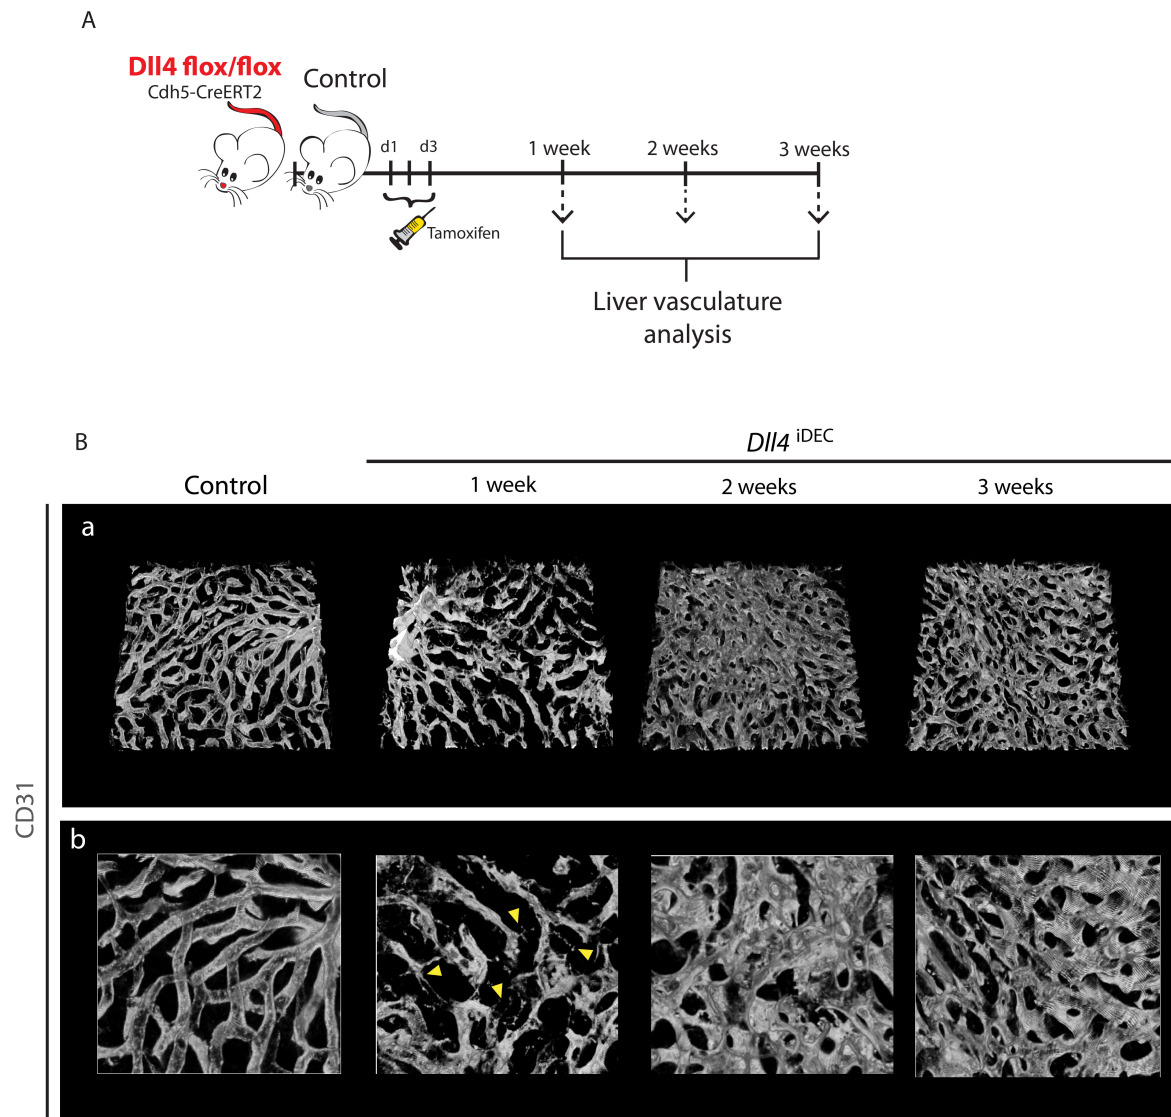 A
Dll4 flox/flox
Cdh5-CreERT2
Control
d1
d3
1 week
2 weeks
3 weeks
Tamoxifen
Liver vasculature
analysis
B
Dll4 iDEC
Control
1 week
2 weeks
3 weeks
a
CD31
b